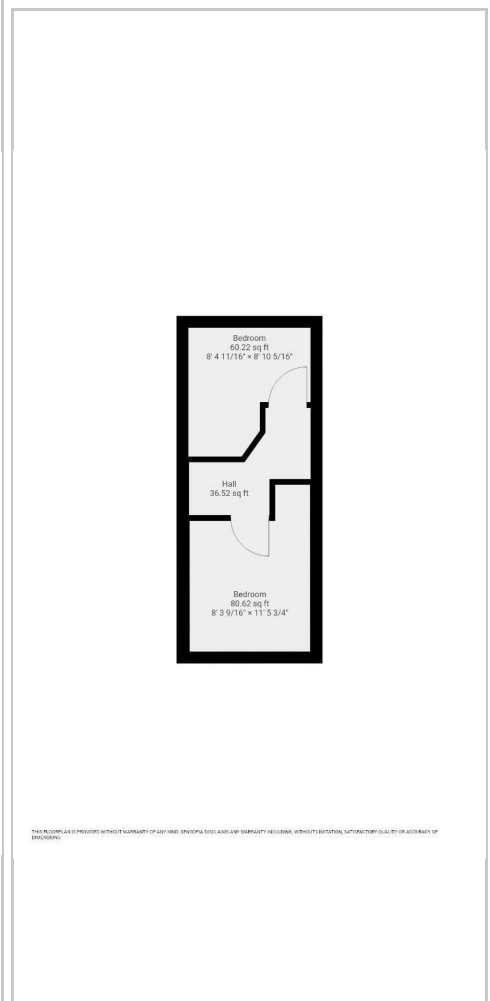 Bedroom
60.22 sq ft
8' 4 11/16" × 8' 10 5/16"
Hall
36.52 sq ft
Bedroom
80.62 sq ft
8' 3 9/16" × 11' 5 3/4"
THIS FLOORPLAN IS PROVIDED WITHOUT WARRANTY OF ANY KIND. SENSOPIA DISCLAIMS ANY WARRANTY INCLUDING, WITHOUT LIMITATION, SATISFACTORY QUALITY OR ACCURACY OF
DIMENSIONS.